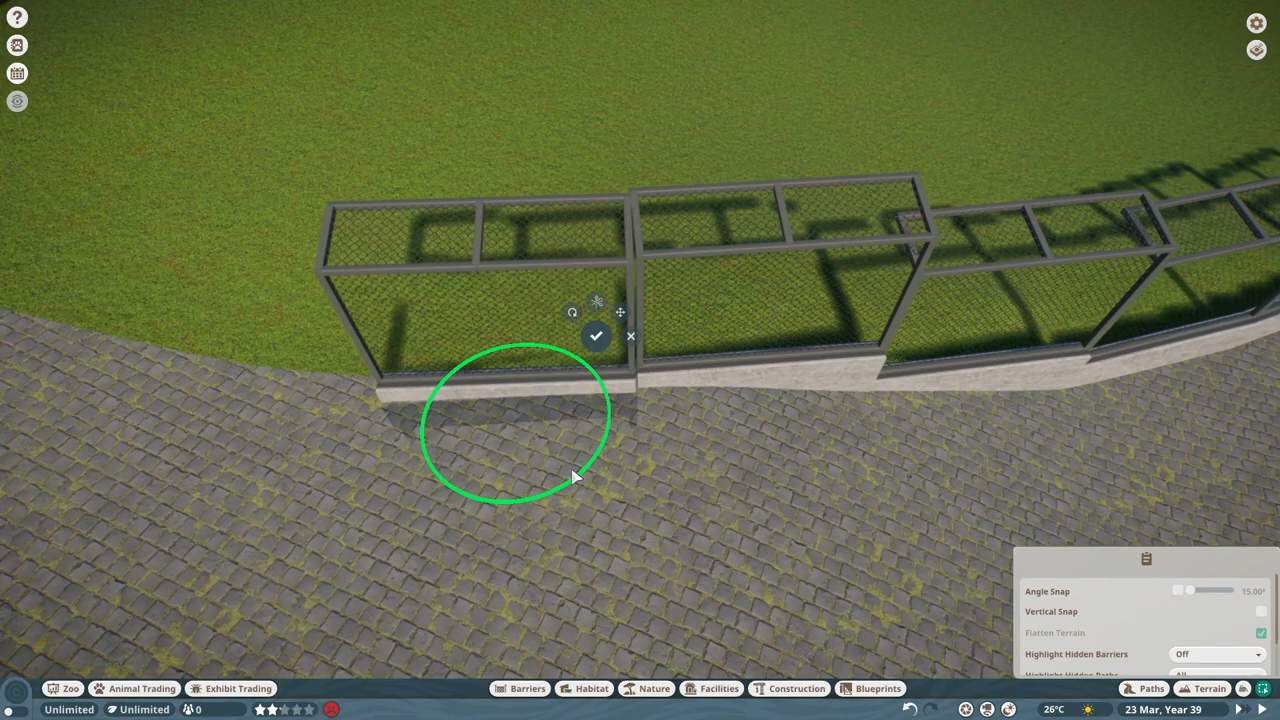 ?
Angle Snap 15.00°
Vertical Snap
Flatten Terrain
Highlight Hidden Barriers Off
Zoo Animal Trading Exhibit Trading Barriers Habitat Nature Facilities Construction Blueprints Paths Terrain
Unlimited Unlimited 0 26°C 23 Mar, Year 39